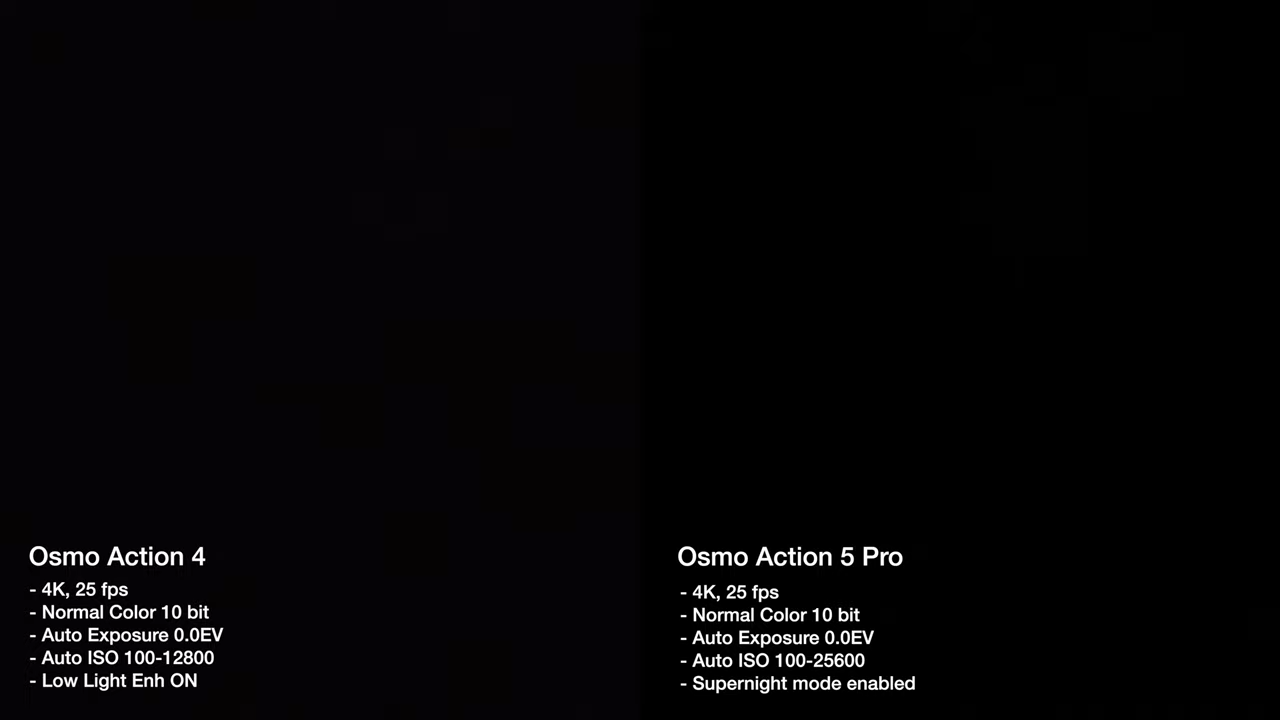 Osmo Action 4
- 4K, 25 fps
- Normal Color 10 bit
- Auto Exposure 0.0EV
- Auto ISO 100-12800
- Low Light Enh ON
Osmo Action 5 Pro
- 4K, 25 fps
- Normal Color 10 bit
- Auto Exposure 0.0EV
- Auto ISO 100-25600
- Supernight mode enabled